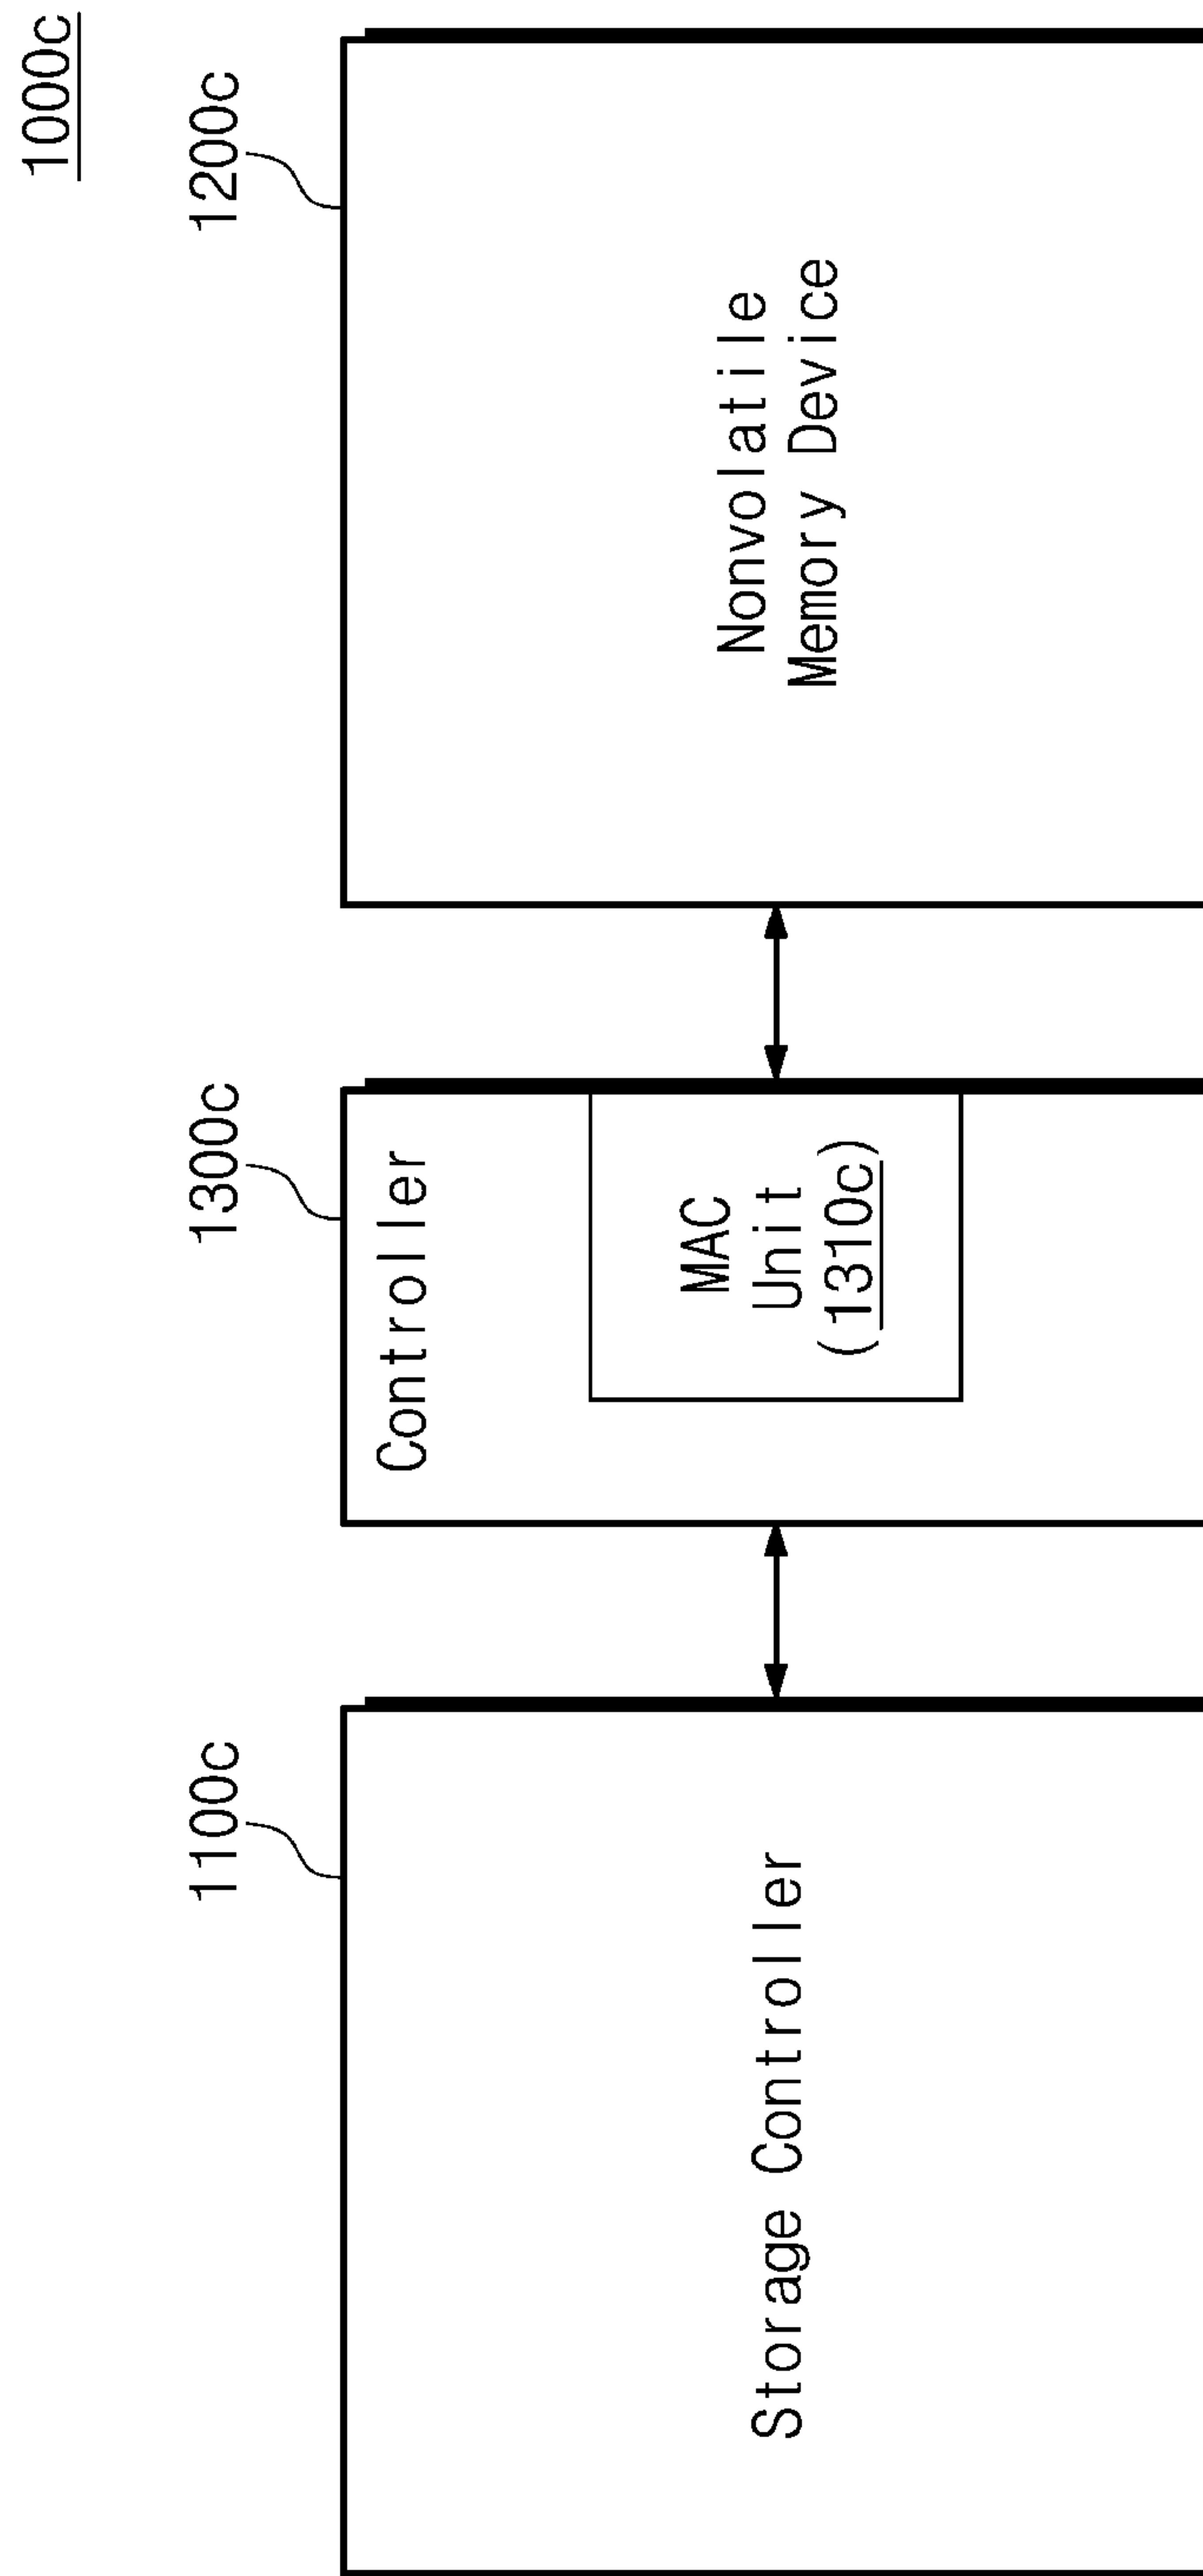 1000c
1100c
1300c
1200c
Storage Controller
Controller
MAC
Unit
(1310c)
Nonvolatile
Memory Device